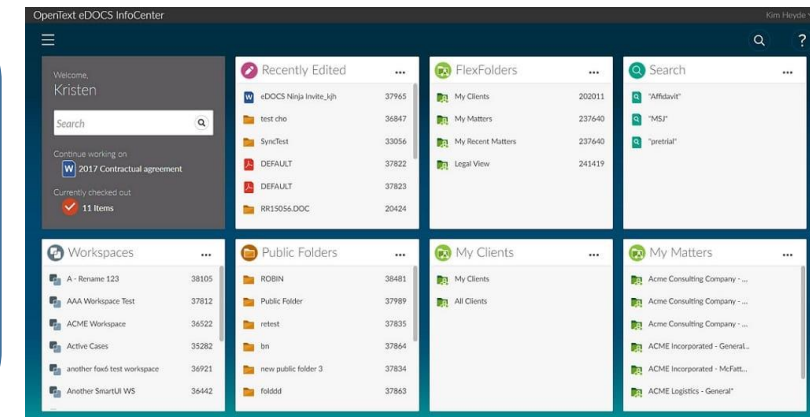 OpenText eDOCS InfoCenter
Kim Heyde
?
Welcome,
Kristen
Search
Continue working on
W 2017 Contractual agreement
Currently checked out
11 Items
Recently Edited ...
W eDOCS Ninja Invite_kjh 37965
test cho 36847
SyncTest 33056
DEFAULT 37822
DEFAULT 37823
RR15056.DOC 20424
FlexFolders ...
My Clients 202011
My Matters 237640
My Recent Matters 237640
Legal View 241419
Search ...
"Affidavit"
"MSJ"
"pretrial"
Workspaces ...
A - Rename 123 38105
AAA Workspace Test 37812
ACME Workspace 36522
Active Cases 35282
another fox6 test workspace 36921
Another SmartUI WS 36442
Public Folders ...
ROBIN 38481
Public Folder 37989
retest 37835
bn 37864
new public folder 3 37834
folddd 37863
My Clients ...
My Clients
All Clients
My Matters ...
Acme Consulting Company - ...
Acme Consulting Company - ...
Acme Consulting Company - ...
ACME Incorporated - General...
ACME Incorporated - McFatt...
ACME Logistics - General"